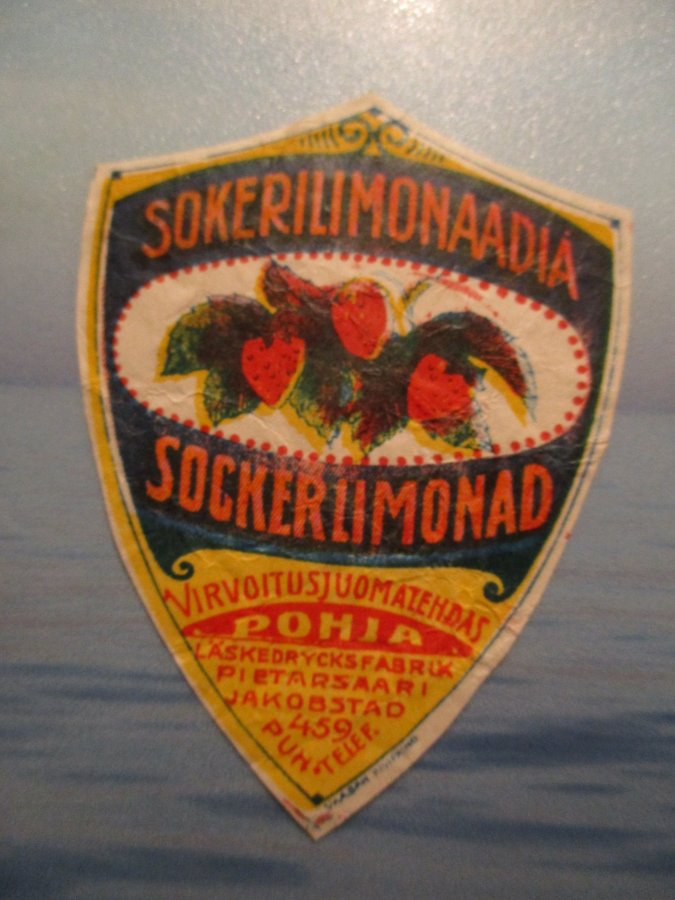 SOKERILIMONAADIA
SOCKERLIMONAD
VIRVOITUSJUOMATEHDAS
POHJA
LÄSKEDRYCKSFABRIK
PIETARSAARI
JAKOBSTAD
459
PUH. TELEF.